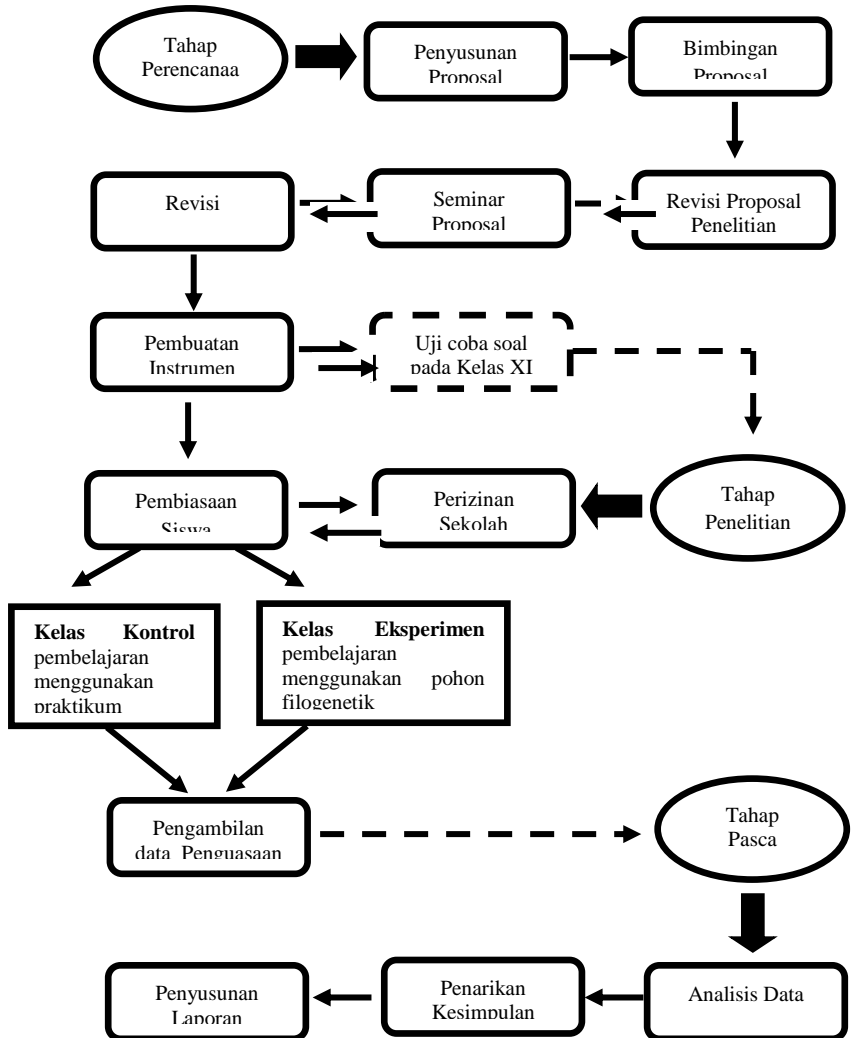 Tahap
Perencanaa
Penyusunan
Proposal
Bimbingan
Proposal
Revisi
Seminar
Proposal
Revisi Proposal
Penelitian
Pembuatan
Instrumen
Uji coba soal
pada Kelas XI
Pembiasaan
Siswa
Perizinan
Sekolah
Tahap
Penelitian
Kelas Kontrol
pembelajaran
menggunakan
praktikum
Kelas Eksperimen
pembelajaran
menggunakan pohon
filogenetik
Pengambilan
data Penguasaan
Tahap
Pasca
Penyusunan
Laporan
Penarikan
Kesimpulan
Analisis Data